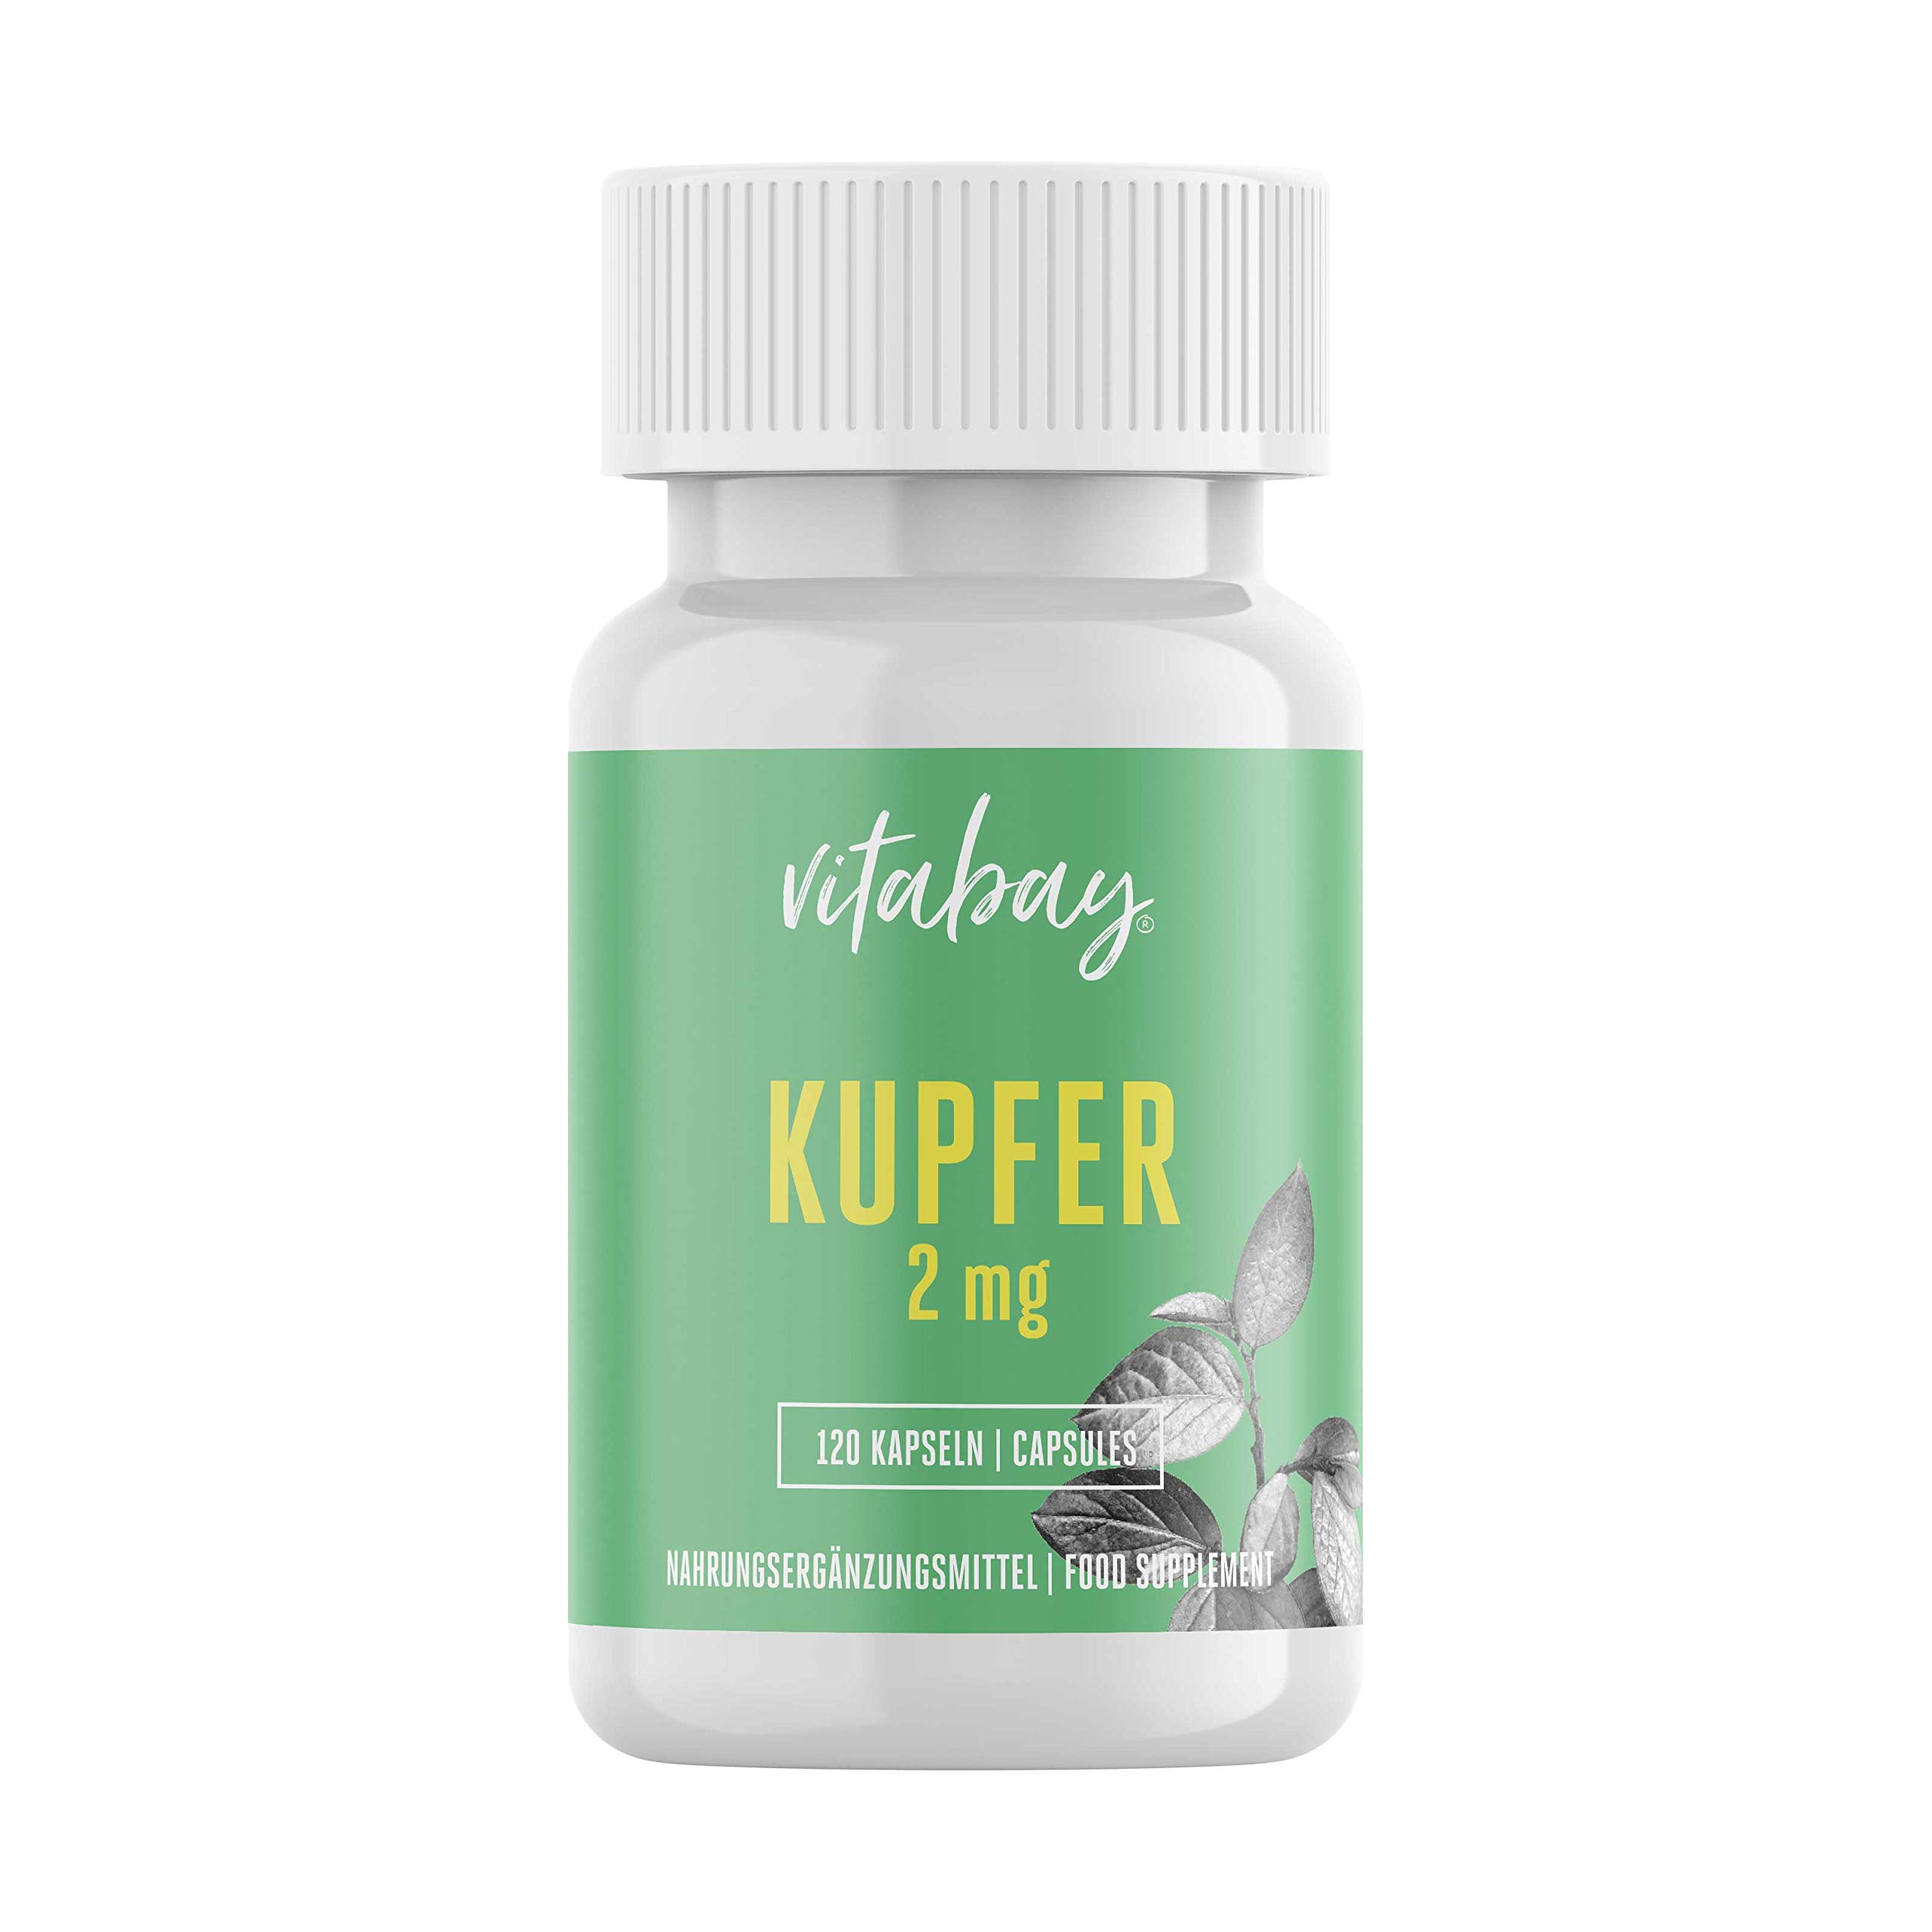 vitabay®
KUPFER
2 mg
120 KAPSELN | CAPSULES
NAHRUNGSERGÄNZUNGSMITTEL | FOOD SUPPLEMENT